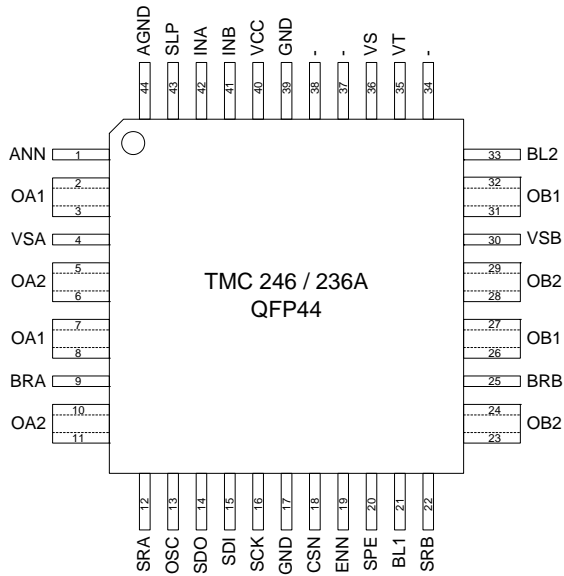 AGND SLP INA INB VCC GND - - VS VT -
44 43 42 41 40 39 38 37 36 35 34
ANN 1 33 BL2
2 32
OA1 OB1
3 31
VSA 4 30 VSB
5 29
OA2 OB2
6 28
TMC 246 / 236A
QFP44
7 27
OA1 OB1
8 26
BRA 9 25 BRB
10 24
OA2 OB2
11 23
12 13 14 15 16 17 18 19 20 21 22
SRA OSC SDO SDI SCK GND CSN ENN SPE BL1 SRB